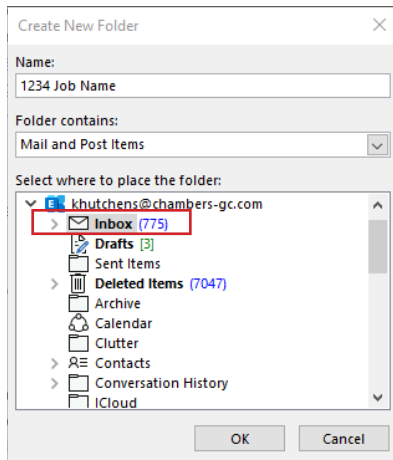 Create New Folder
Name:
1234 Job Name
Folder contains:
Mail and Post Items
Select where to place the folder:
khutchens@chambers-gc.com
Inbox (775)
Drafts [3]
Sent Items
Deleted Items (7047)
Archive
Calendar
Clutter
Contacts
Conversation History
ICloud
OK Cancel